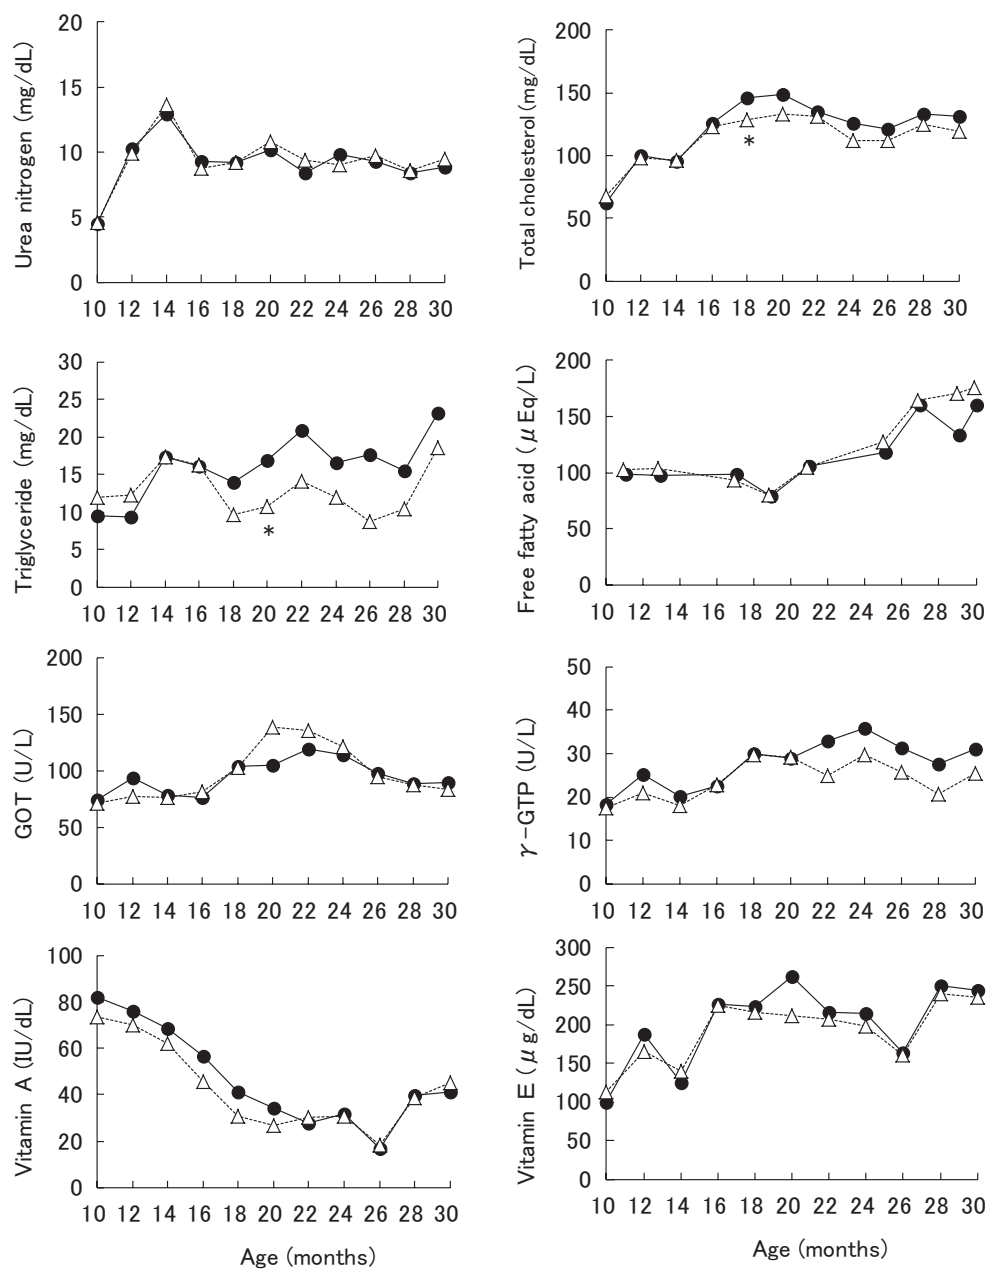 Urea nitrogen (mg/dL)
20
15
10
5
0
10 12 14 16 18 20 22 24 26 28 30
Total cholesterol (mg/dL)
200
150
100
50
0
*
10 12 14 16 18 20 22 24 26 28 30
Triglyceride (mg/dL)
30
25
20
15
10
5
0
*
10 12 14 16 18 20 22 24 26 28 30
Free fatty acid (μEq/L)
200
150
100
50
0
10 12 14 16 18 20 22 24 26 28 30
GOT (U/L)
200
150
100
50
0
10 12 14 16 18 20 22 24 26 28 30
γ-GTP (U/L)
50
40
30
20
10
0
10 12 14 16 18 20 22 24 26 28 30
Vitamin A (IU/dL)
100
80
60
40
20
0
10 12 14 16 18 20 22 24 26 28 30
Age (months)
Vitamin E (μg/dL)
300
250
200
150
100
50
0
10 12 14 16 18 20 22 24 26 28 30
Age (months)